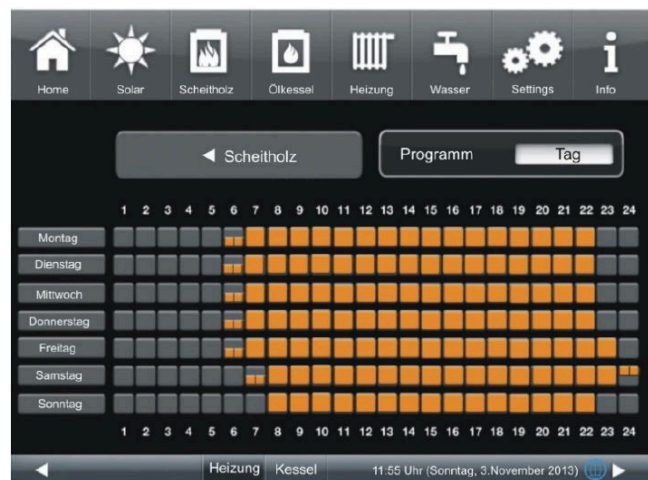 Home Solar Scheitholz Ölkessel Heizung Wasser Settings Info
Scheitholz Programm Tag
1 2 3 4 5 6 7 8 9 10 11 12 13 14 15 16 17 18 19 20 21 22 23 24
Montag
Dienstag
Mittwoch
Donnerstag
Freitag
Samstag
Sonntag
1 2 3 4 5 6 7 8 9 10 11 12 13 14 15 16 17 18 19 20 21 22 23 24
Heizung Kessel 11:55 Uhr (Sonntag, 3.November 2013)